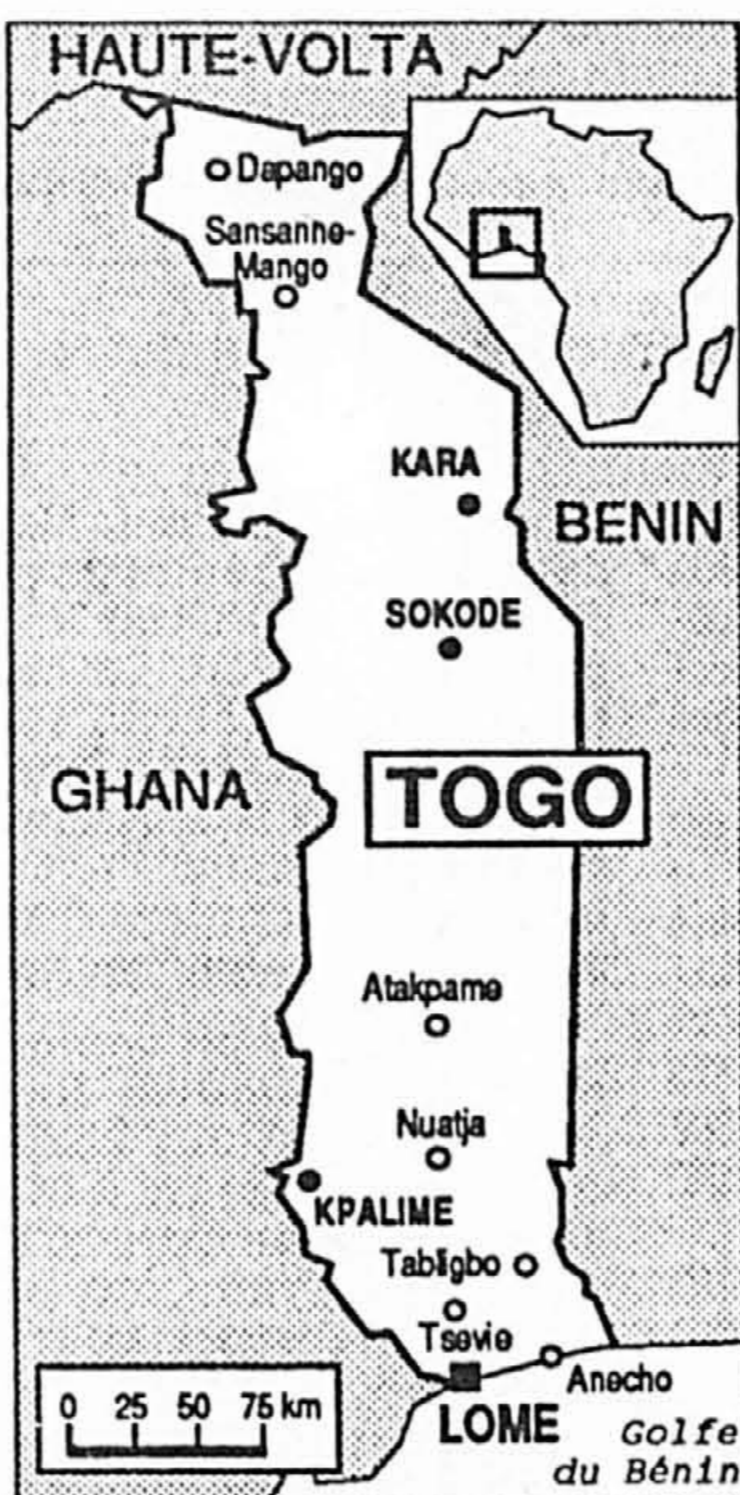 HAUTE-VOLTA
Dapango
Sansanhe-
Mango
KARA
BENIN
SOKODE
GHANA
TOGO
Atakpame
Nuatja
KPALIME
Tabligbo
Tsevie
Anecho
LOME
0 25 50 75 km
Golfe
du Bénin